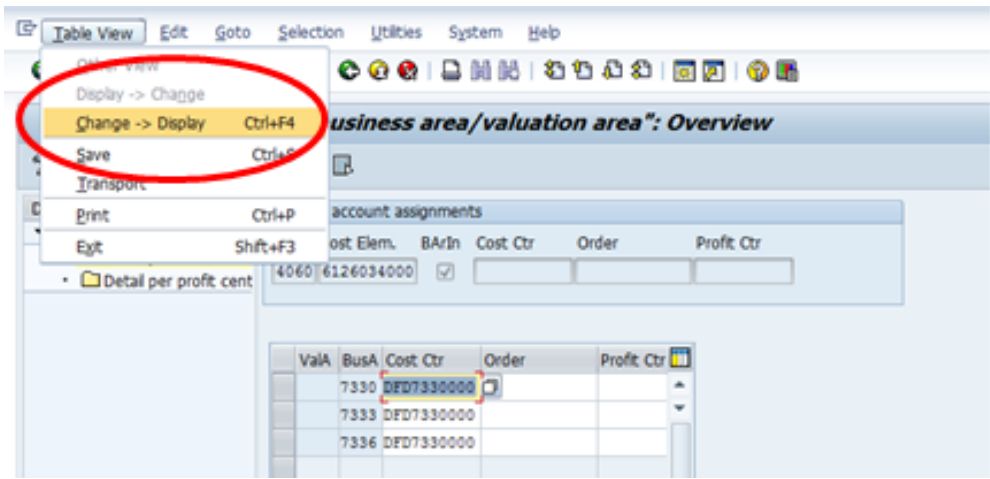 Table View Edit Goto Selection Utilities System Help
Other View
Display -> Change
Change -> Display Ctrl+F4
usiness area/valuation area": Overview
Save
Transport
Print Ctrl+P
account assignments
Exit Shift+F3
ost Elem. BArIn Cost Ctr Order Profit Ctr
4060 6126034000
Detail per profit cent
ValA BusA Cost Ctr Order Profit Ctr
7330 DFD7330000
7333 DFD7330000
7336 DFD7330000